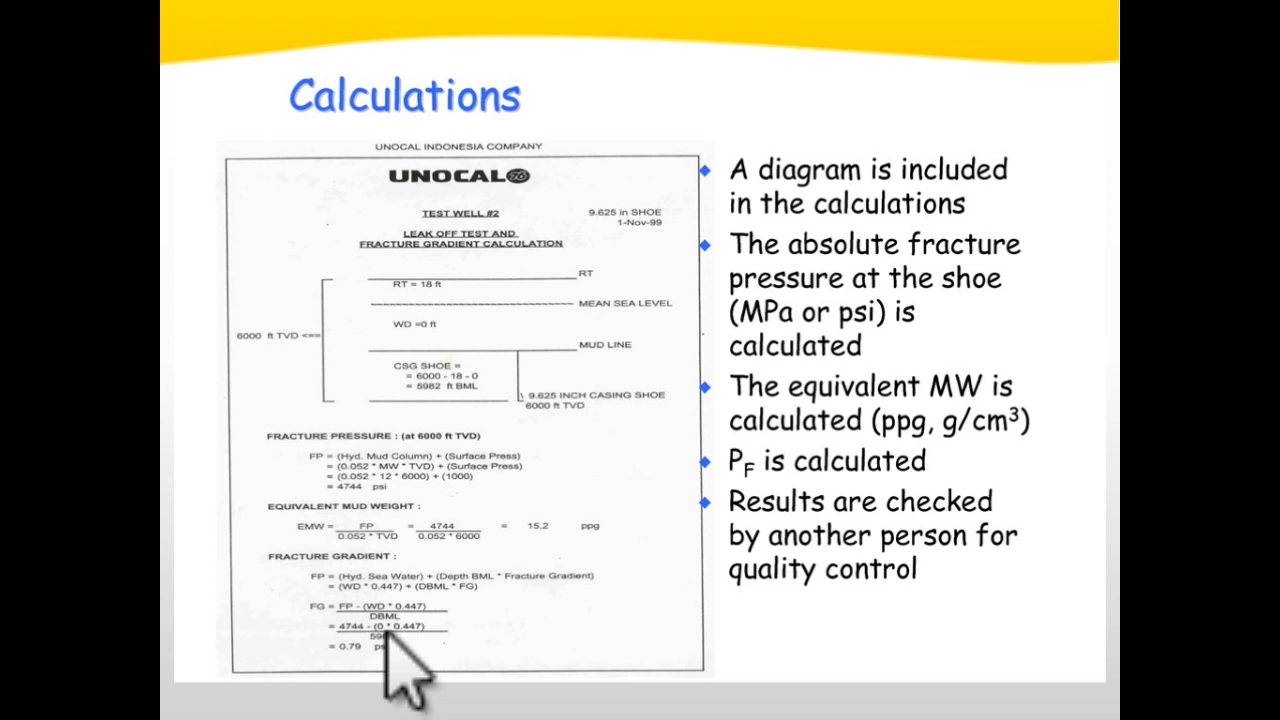 Calculations
UNOCAL INDONESIA COMPANY
UNOCAL 76
TEST WELL #2
9.625 in SHOE
1-Nov-99
LEAK OFF TEST AND
FRACTURE GRADIENT CALCULATION
RT
RT = 18 ft
MEAN SEA LEVEL
WD =0 ft
6000 ft TVD <==
MUD LINE
CSG SHOE =
= 6000 - 18 - 0
= 5982 ft BML
9.625 INCH CASING SHOE
6000 ft TVD
FRACTURE PRESSURE : (at 6000 ft TVD)
FP = (Hyd. Mud Column) + (Surface Press)
= (0.052 * MW * TVD) + (Surface Press)
= (0.052 * 12 * 6000) + (1000)
= 4744 psi
EQUIVALENT MUD WEIGHT :
EMW = FP = 4744 = 15.2 ppg
0.052 * TVD 0.052 * 6000
FRACTURE GRADIENT :
FP = (Hyd. Sea Water) + (Depth BML * Fracture Gradient)
= (WD * 0.447) + (DBML * FG)
FG = FP - (WD * 0.447)
DBML
= 4744 - (0 * 0.447)
= 0.79
A diagram is included
in the calculations
The absolute fracture
pressure at the shoe
(MPa or psi) is
calculated
The equivalent MW is
calculated (ppg, g/cm³)
PF is calculated
Results are checked
by another person for
quality control